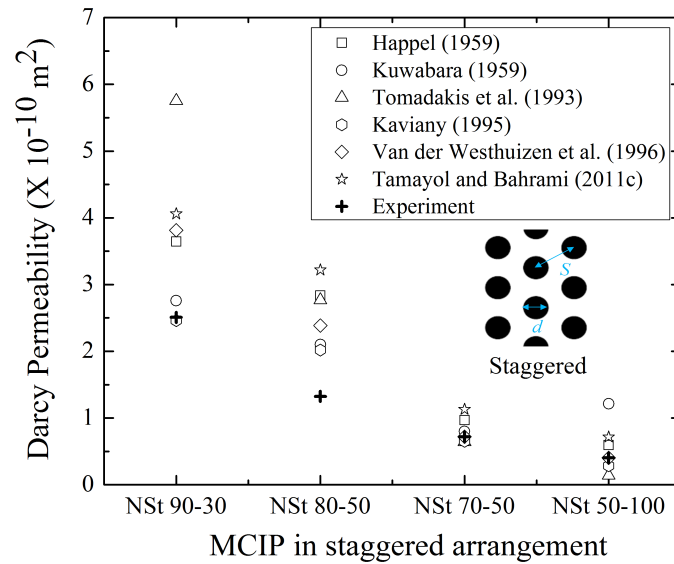 7
6
5
4
3
2
1
0
Darcy Permeability (X 10⁻¹⁰ m²)
Happel (1959)
Kuwabara (1959)
Tomadakis et al. (1993)
Kaviany (1995)
Van der Westhuizen et al. (1996)
Tamayol and Bahrami (2011c)
Experiment
S
d
Staggered
NSt 90-30
NSt 80-50
NSt 70-50
NSt 50-100
MCIP in staggered arrangement